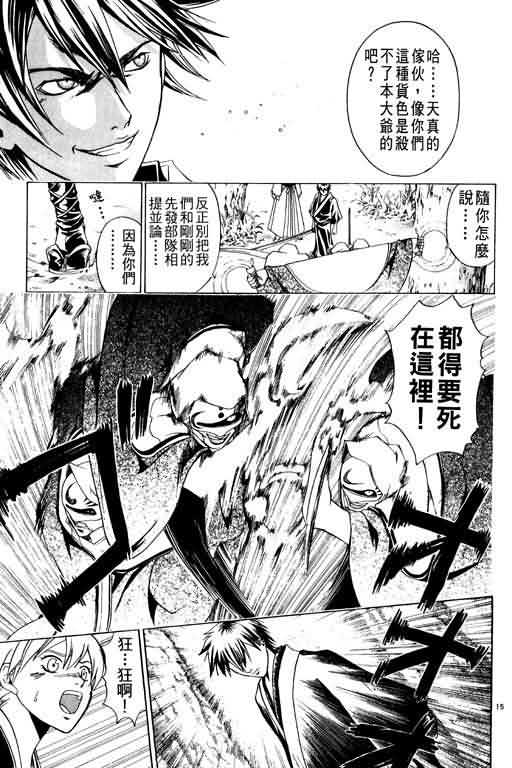 哈……天真的
傢伙，像你們
這種貨色是殺
不了本大爺
吧？
隨你怎麼
說……
反正別把我
們和剛剛的
先發部隊相
提並論……
嗤…
因為你們
都得要死
在這裡！
狂…狂啊！
15